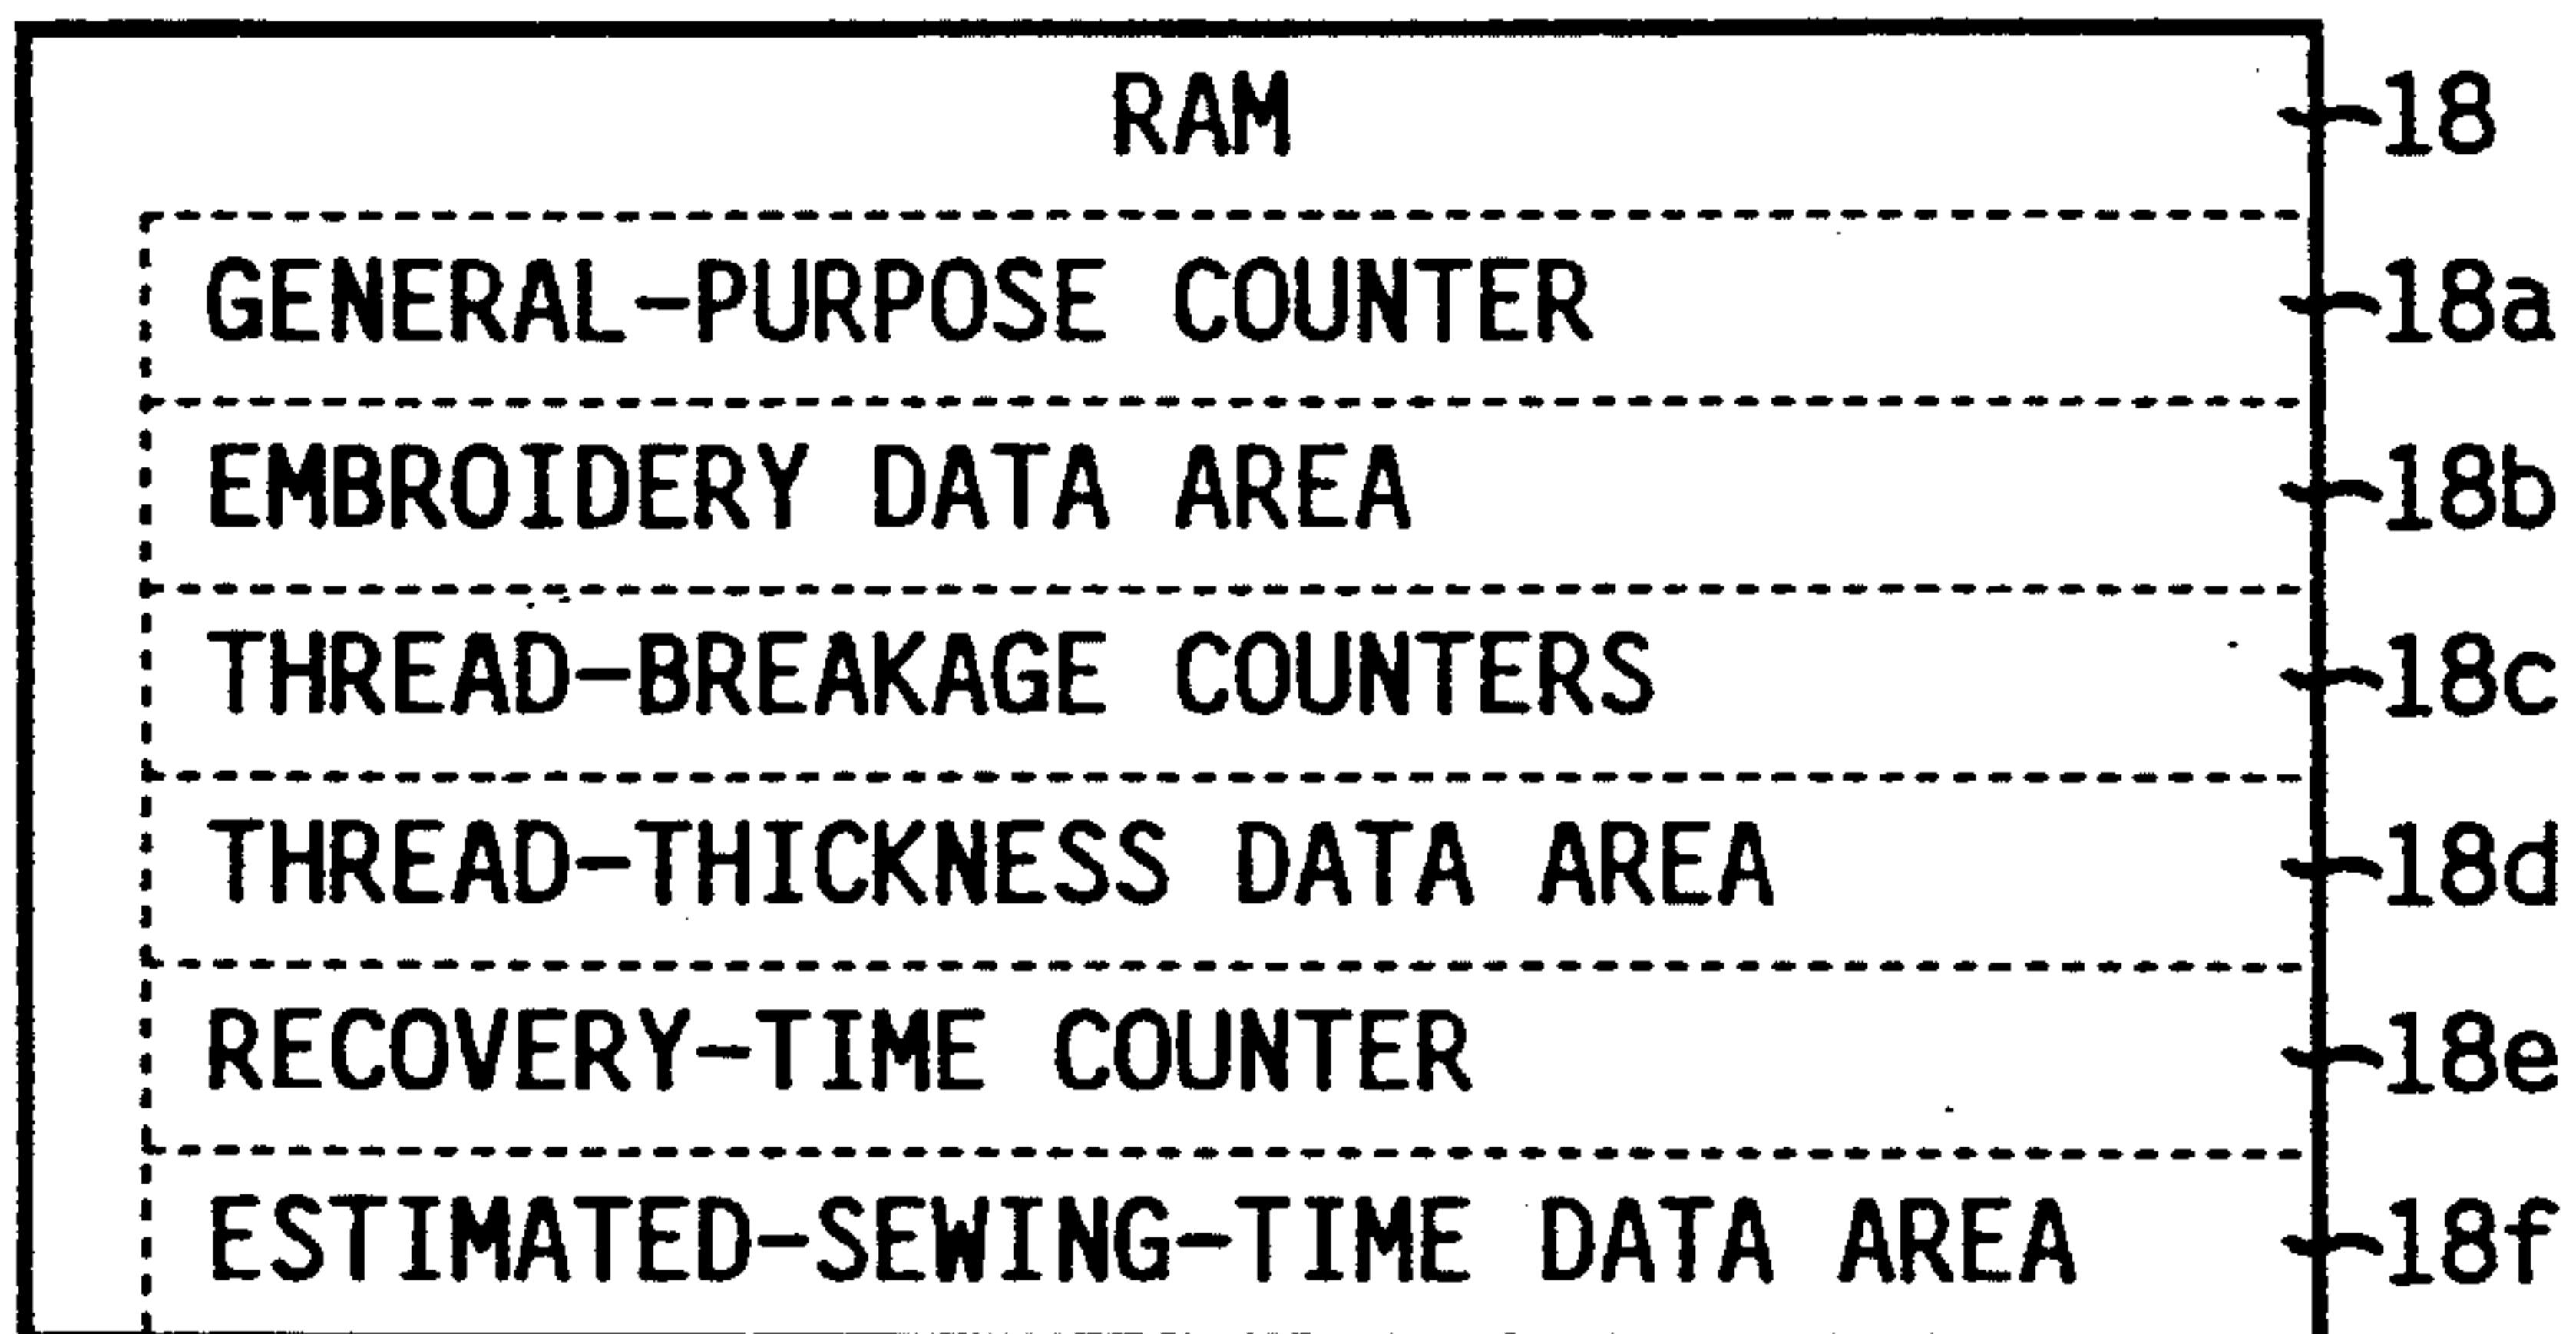 RAM 18
GENERAL-PURPOSE COUNTER 18a
EMBROIDERY DATA AREA 18b
THREAD-BREAKAGE COUNTERS 18c
THREAD-THICKNESS DATA AREA 18d
RECOVERY-TIME COUNTER 18e
ESTIMATED-SEWING-TIME DATA AREA 18f